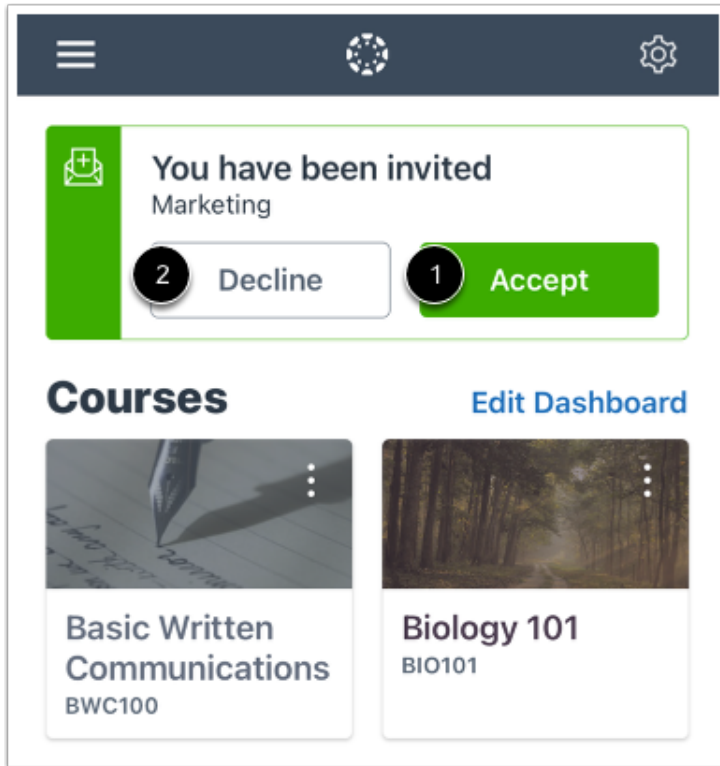 You have been invited
Marketing
2 Decline 1 Accept
Courses Edit Dashboard
Basic Written
Communications
BWC100
Biology 101
BIO101